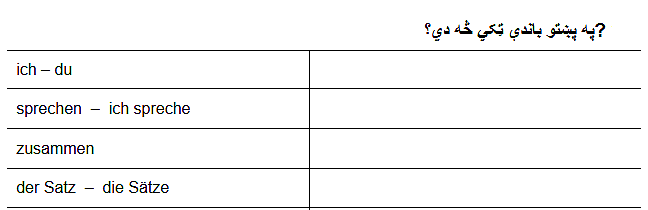 ?په پښتو باندې ټکي څه دي؟
ich – du
sprechen – ich spreche
zusammen
der Satz – die Sätze